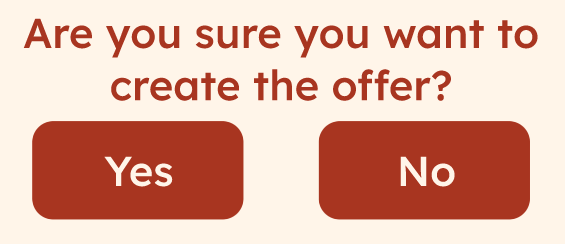 Are you sure you want to
create the offer?
Yes No